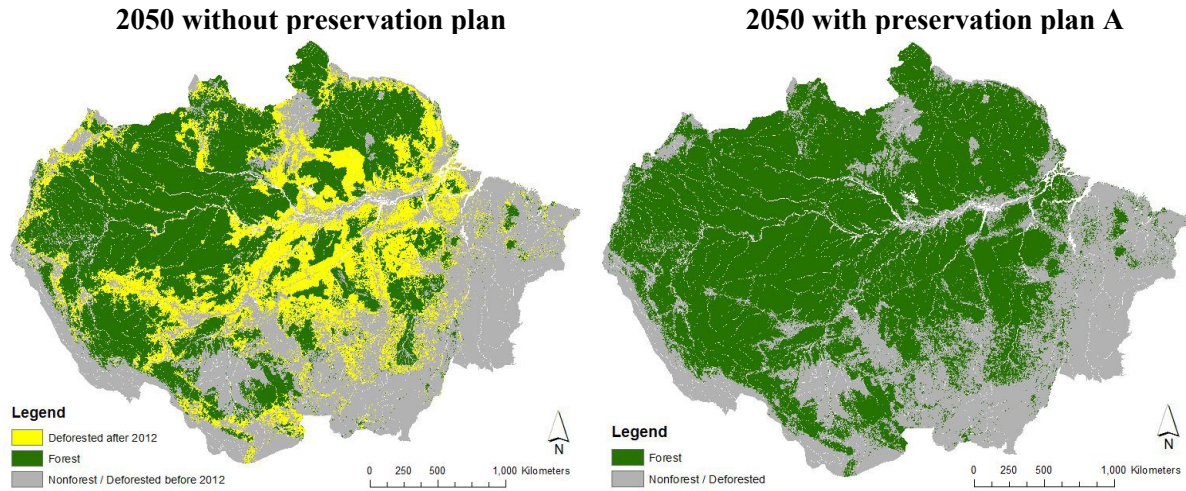 2050 without preservation plan
Legend
Deforested after 2012
Forest
Nonforest / Deforested before 2012
N
0 250 500 1,000 Kilometers
2050 with preservation plan A
Legend
Forest
Nonforest / Deforested
N
0 250 500 1,000 Kilometers